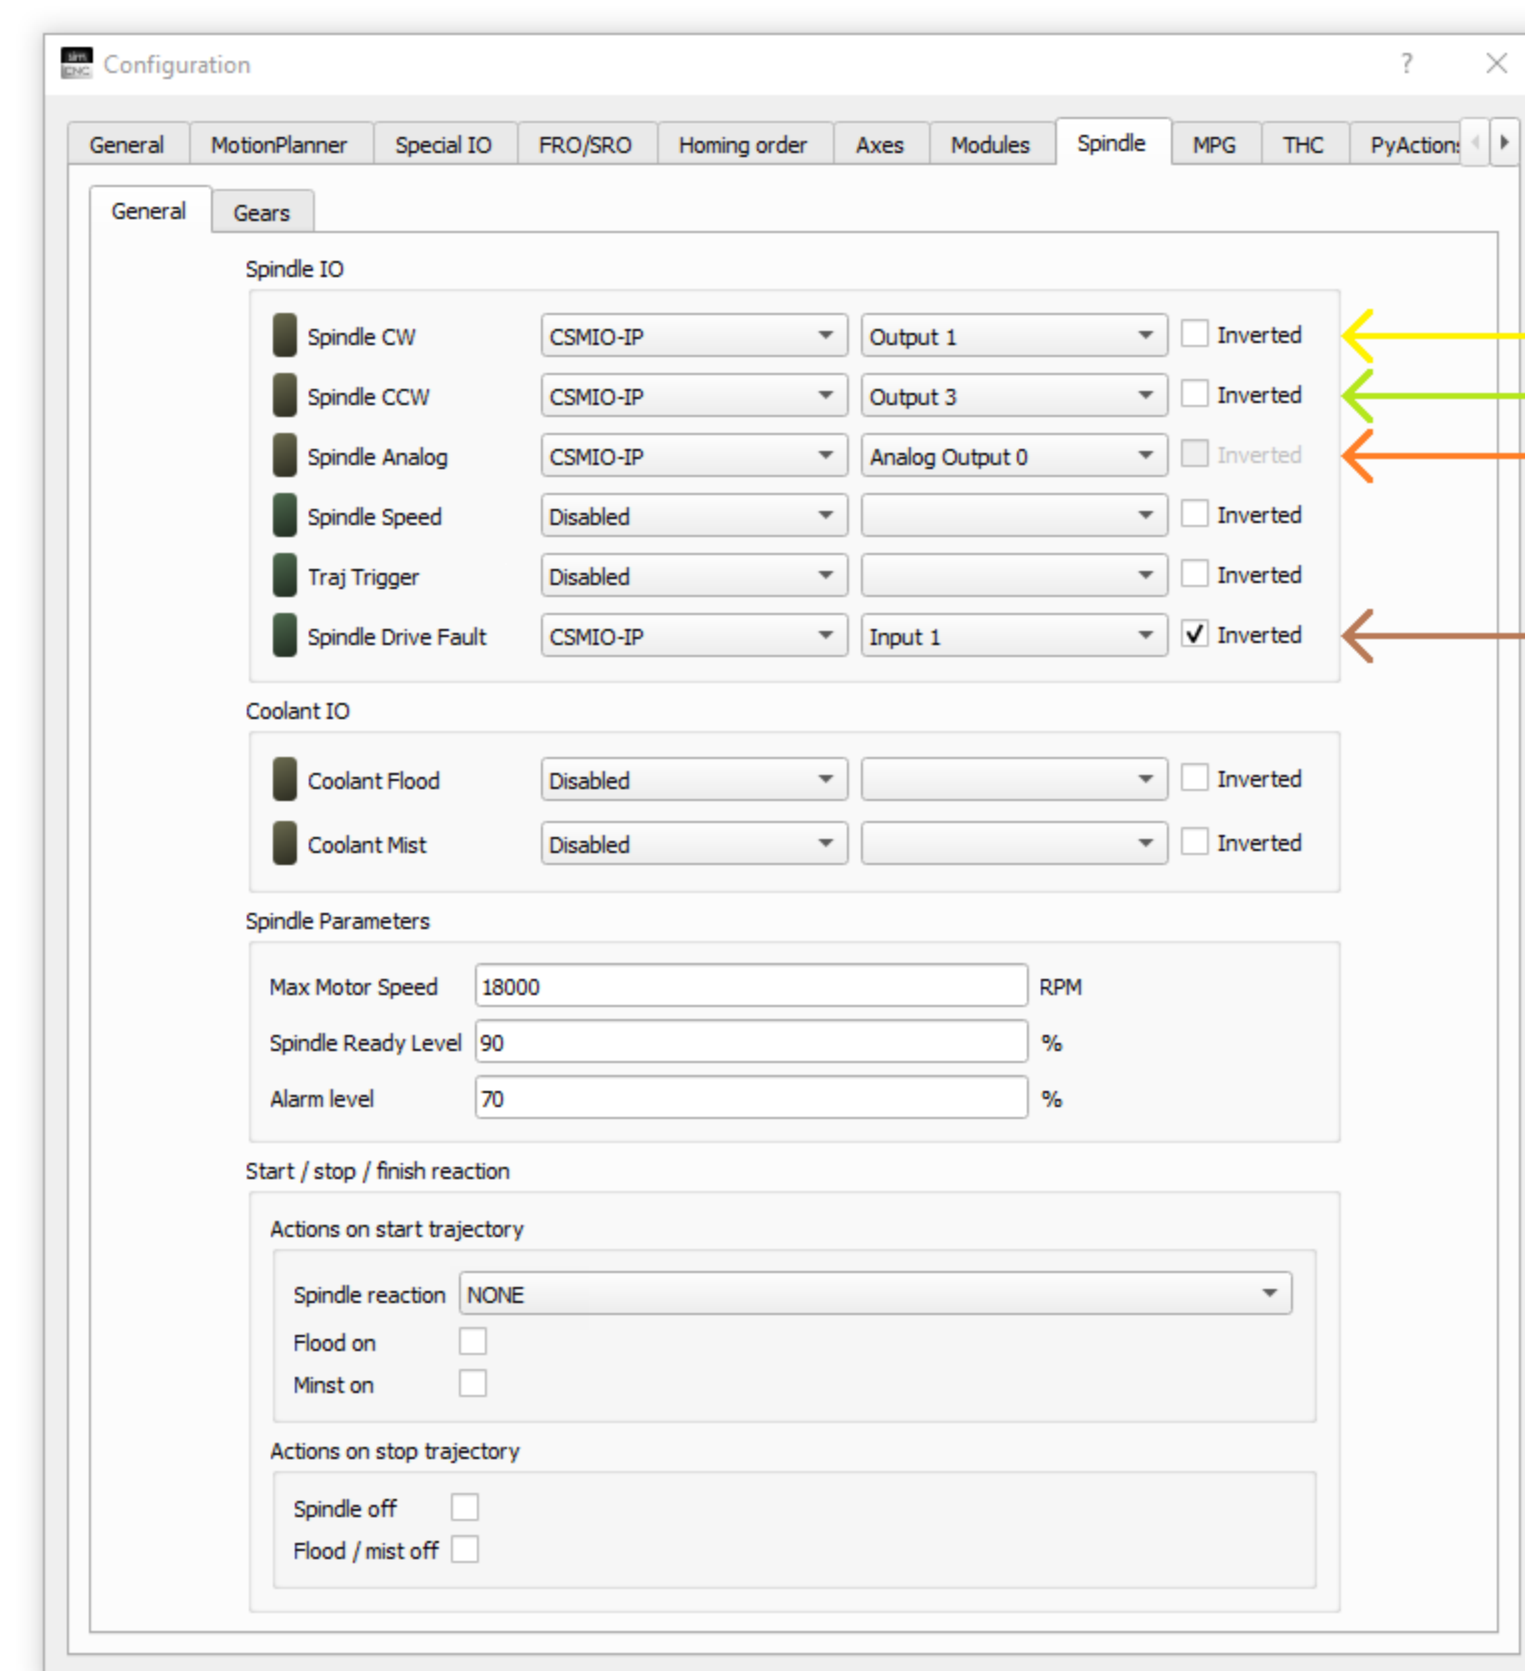 sim CNC Configuration ?
General MotionPlanner Special IO FRO/SRO Homing order Axes Modules Spindle MPG THC PyAction
General Gears
Spindle IO
Spindle CW CSMIO-IP Output 1 Inverted
Spindle CCW CSMIO-IP Output 3 Inverted
Spindle Analog CSMIO-IP Analog Output 0 Inverted
Spindle Speed Disabled Inverted
Traj Trigger Disabled Inverted
Spindle Drive Fault CSMIO-IP Input 1 Inverted
Coolant IO
Coolant Flood Disabled Inverted
Coolant Mist Disabled Inverted
Spindle Parameters
Max Motor Speed 18000 RPM
Spindle Ready Level 90 %
Alarm level 70 %
Start / stop / finish reaction
Actions on start trajectory
Spindle reaction NONE
Flood on
Minst on
Actions on stop trajectory
Spindle off
Flood / mist off